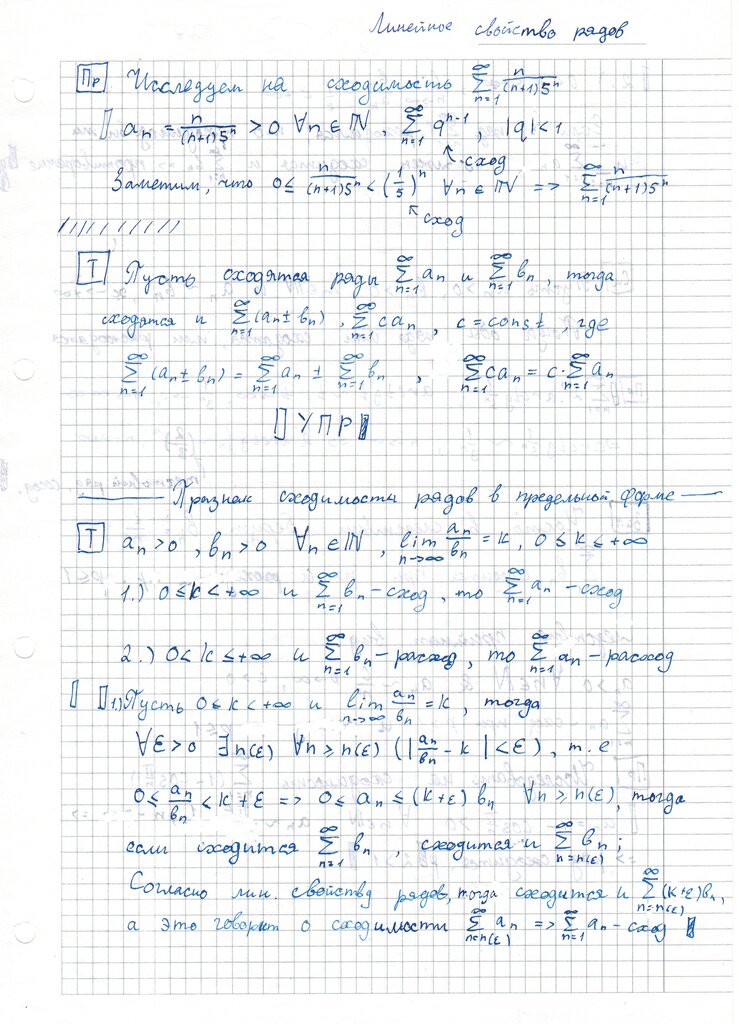 Линейное свойство рядов
Пр Исследуем на сходимость ∑_{n=1}^{∞} n/((n+1)5^n)
[] a_n = n/((n+1)5^n) > 0 ∀n∈ℕ, ∑_{n=1}^{∞} q^{n-1}, |q|<1
↖ сход
Заметим, что 0 ≤ n/((n+1)5^n) < (1/5)^n ∀n∈ℕ => ∑_{n=1}^{∞} n/((n+1)5^n)
↖ сход
//////////
Т Пусть сходятся ряды ∑_{n=1}^{∞} a_n и ∑_{n=1}^{∞} b_n, тогда
сходятся и ∑_{n=1}^{∞} (a_n ± b_n), ∑_{n=1}^{∞} ca_n, c = const, где
∑_{n=1}^{∞} (a_n ± b_n) = ∑_{n=1}^{∞} a_n ± ∑_{n=1}^{∞} b_n, ∑_{n=1}^{∞} ca_n = c·∑_{n=1}^{∞} a_n
[] УПР []
Признак сходимости рядов в предельной форме
Т a_n > 0, b_n > 0 ∀n∈ℕ, lim_{n→∞} a_n/b_n = k, 0 ≤ k ≤ +∞
1.) 0 ≤ k < +∞ и ∑_{n=1}^{∞} b_n - сход, то ∑_{n=1}^{∞} a_n - сход
2.) 0 < k ≤ +∞ и ∑_{n=1}^{∞} b_n - расход, то ∑_{n=1}^{∞} a_n - расход
[] [] 1.) Пусть 0 ≤ k < +∞ и lim_{n→∞} a_n/b_n = k, тогда
∀ε>0 ∃n(ε) ∀n ≥ n(ε) (|a_n/b_n - k| < ε), т.е
0 ≤ a_n/b_n < k + ε => 0 ≤ a_n ≤ (k+ε) b_n ∀n ≥ n(ε), тогда
если сходится ∑_{n=1}^{∞} b_n, сходится и ∑_{n=n(ε)}^{∞} b_n;
Согласно лин. свойству рядов, тогда сходится и ∑_{n=n(ε)}^{∞} (k+ε)b_n,
а это говорит о сходимости ∑_{n=n(ε)}^{∞} a_n => ∑_{n=1}^{∞} a_n - сход []